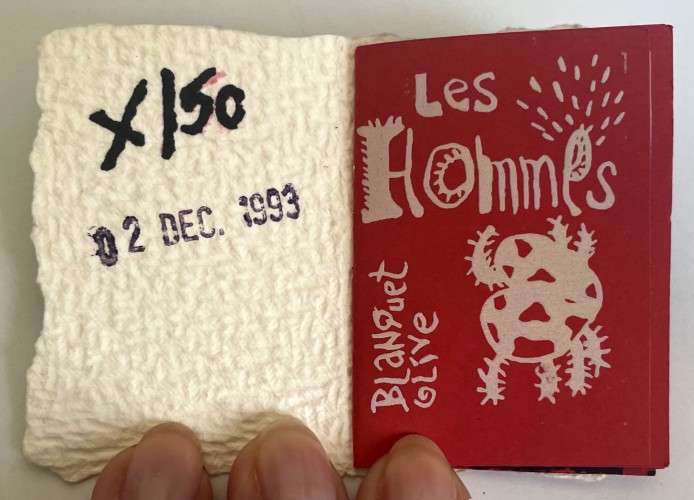 X/50
02 DEC. 1993
Les
Hommes
Blanquet
Olive